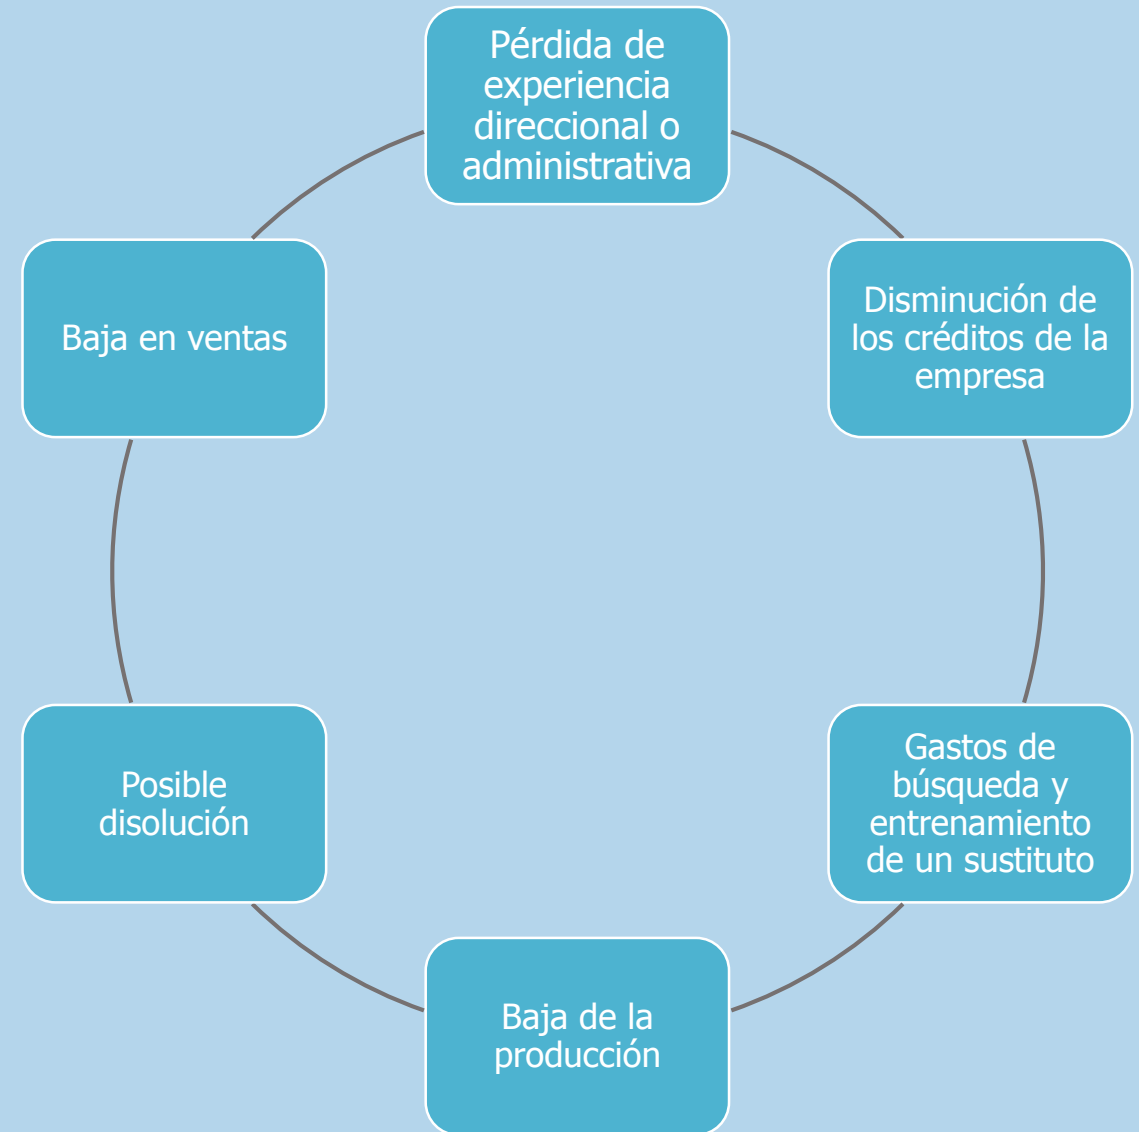 Pérdida de
experiencia
direccional o
administrativa
Disminución de
los créditos de la
empresa
Gastos de
búsqueda y
entrenamiento
de un sustituto
Baja de la
producción
Posible
disolución
Baja en ventas